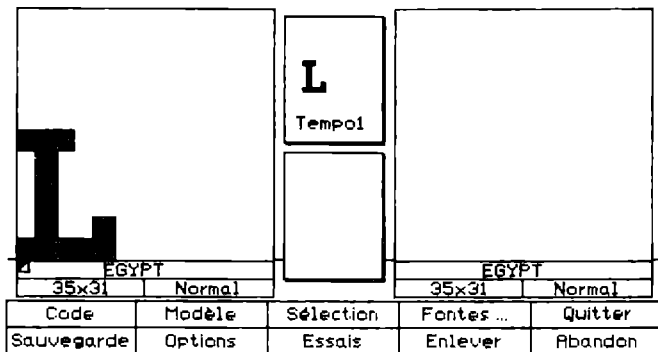 L
Tempo1
EGYPT
35x31 Normal
EGYPT
35x31 Normal
Code Modèle Sélection Fontes ... Quitter
Sauvegarde Options Essais Enlever Abandon